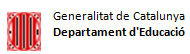 Generalitat de Catalunya
Departament d'Educació